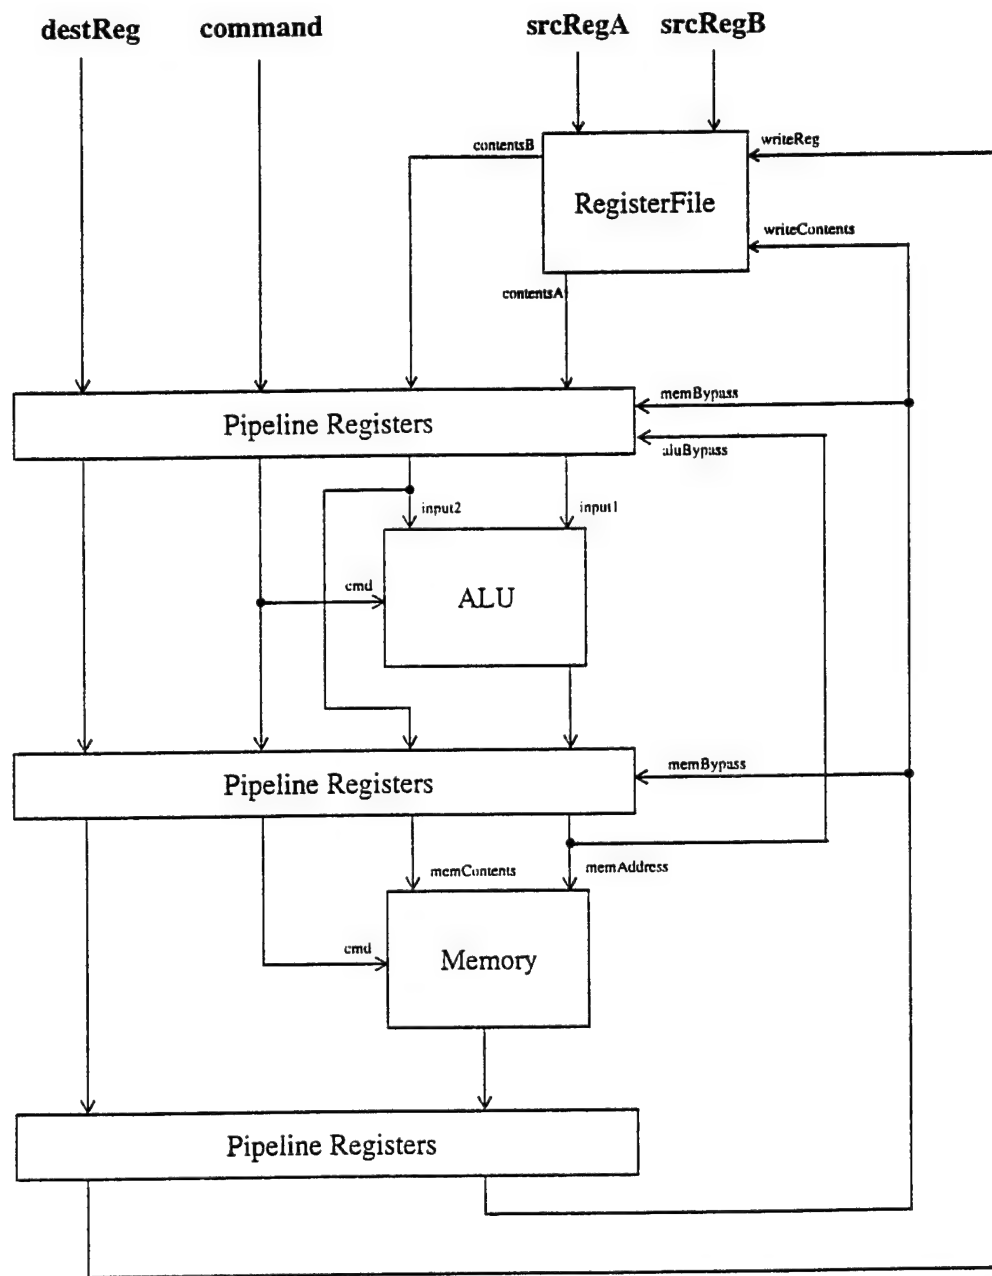 destReg command srcRegA srcRegB
contentsB
writeReg
RegisterFile
writeContents
contentsA
memBypass
Pipeline Registers
aluBypass
input2
input1
cmd
ALU
memBypass
Pipeline Registers
memContents
memAddress
cmd
Memory
Pipeline Registers